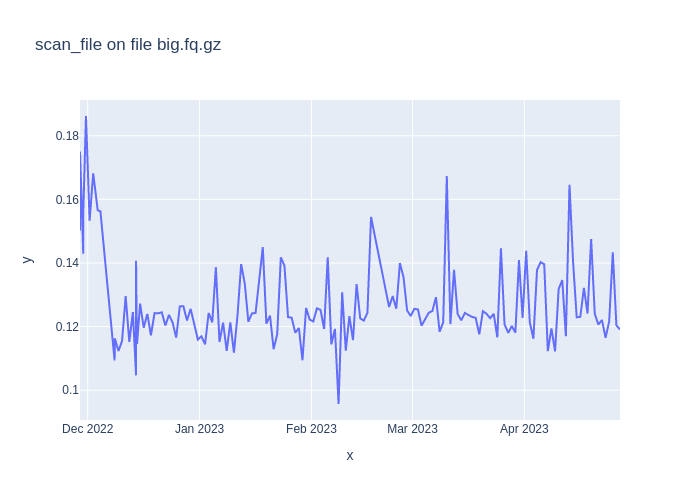 scan_file on file big.fq.gz
0.18
0.16
0.14
0.12
0.1
y
Dec 2022
Jan 2023
Feb 2023
Mar 2023
Apr 2023
x